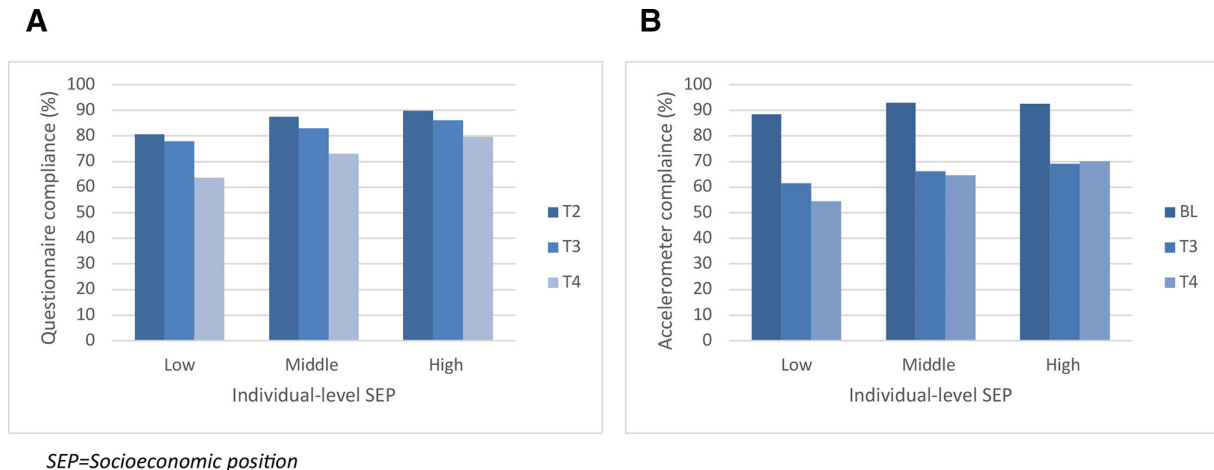 A
Questionnaire compliance (%)
100
90
80
70
60
50
40
30
20
10
0
Low
Middle
High
Individual-level SEP
T2
T3
T4
B
Accelerometer complaince (%)
100
90
80
70
60
50
40
30
20
10
0
Low
Middle
High
Individual-level SEP
BL
T3
T4
SEP=Socioeconomic position